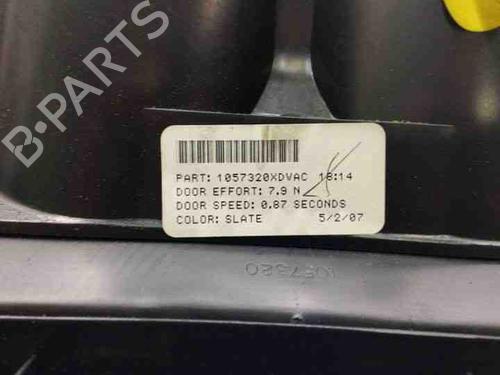 B-PARTS
PART: 1057320XDVAC 18:14
DOOR EFFORT: 7.9 N
DOOR SPEED: 0.87 SECONDS
COLOR: SLATE 5/2/07
1057320